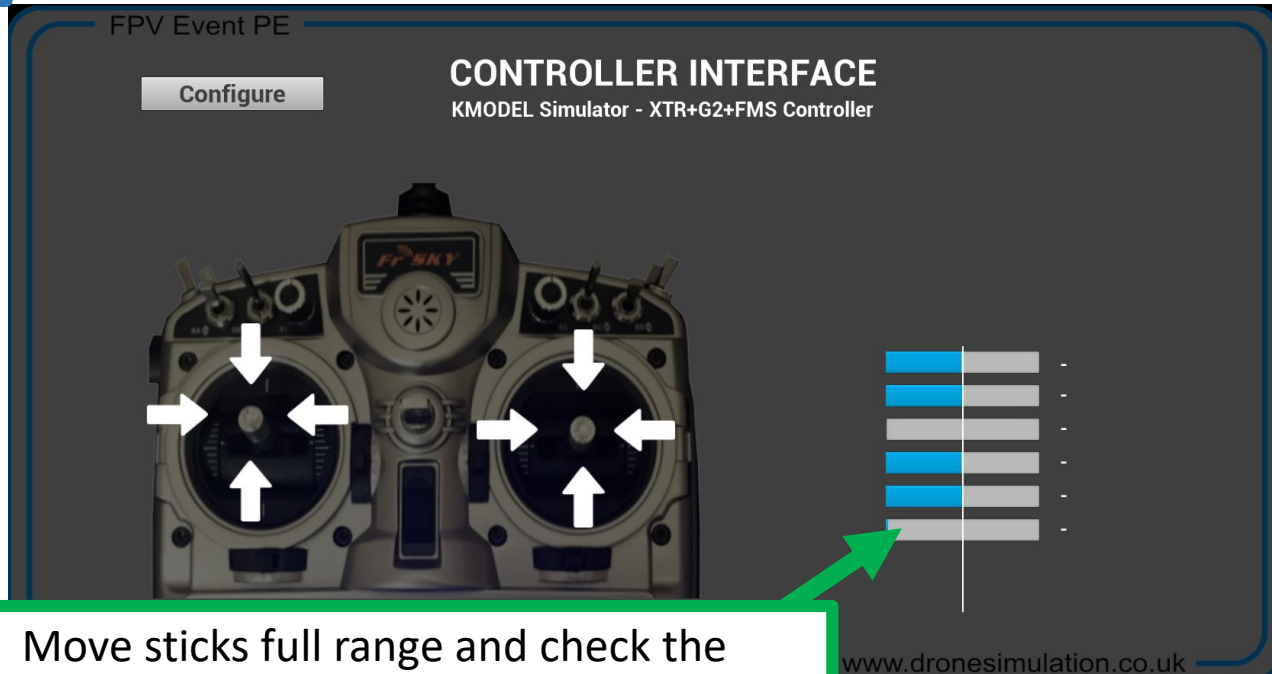 FPV Event PE
Configure
CONTROLLER INTERFACE
KMODEL Simulator - XTR+G2+FMS Controller
FrSKY
-
-
-
-
-
-
Move sticks full range and check the
www.dronesimulation.co.uk